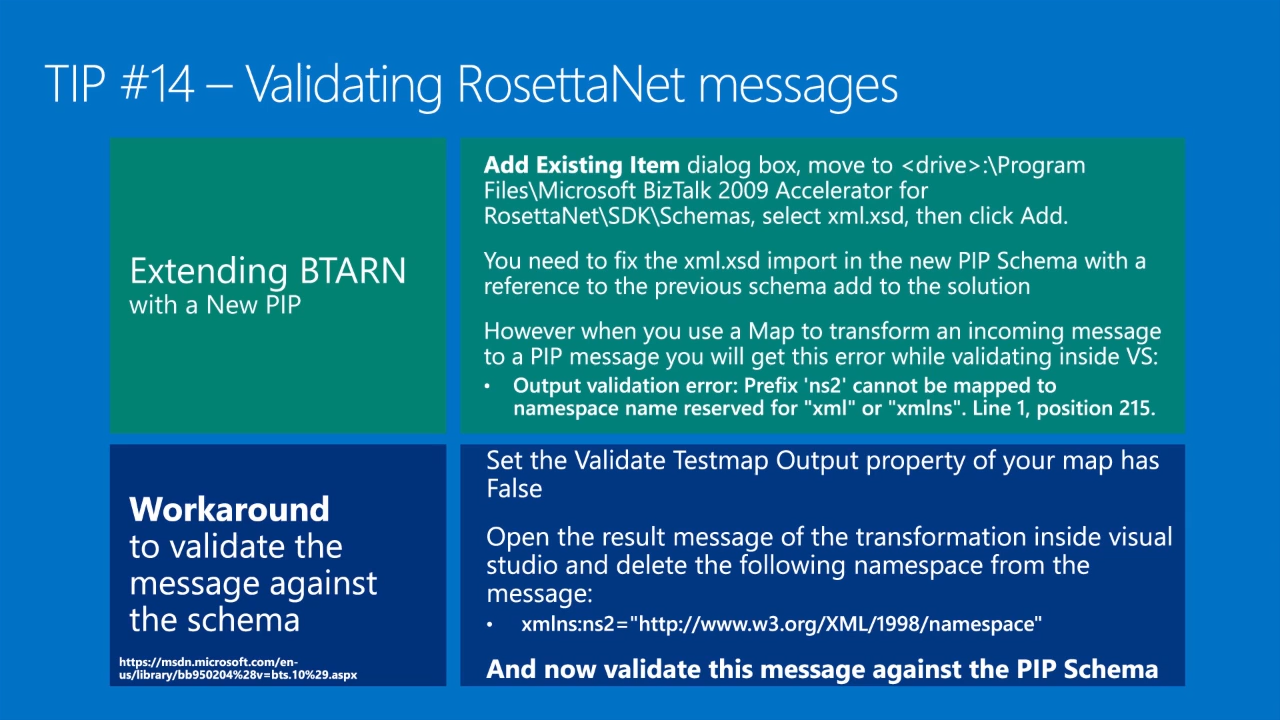 TIP #14 – Validating RosettaNet messages
Extending BTARN
with a New PIP
Add Existing Item dialog box, move to <drive>:\Program
Files\Microsoft BizTalk 2009 Accelerator for
RosettaNet\SDK\Schemas, select xml.xsd, then click Add.
You need to fix the xml.xsd import in the new PIP Schema with a
reference to the previous schema add to the solution
However when you use a Map to transform an incoming message
to a PIP message you will get this error while validating inside VS:
• Output validation error: Prefix 'ns2' cannot be mapped to
namespace name reserved for "xml" or "xmlns". Line 1, position 215.
Workaround
to validate the
message against
the schema
https://msdn.microsoft.com/en-
us/library/bb950204%28v=bts.10%29.aspx
Set the Validate Testmap Output property of your map has
False
Open the result message of the transformation inside visual
studio and delete the following namespace from the
message:
• xmlns:ns2="http://www.w3.org/XML/1998/namespace"
And now validate this message against the PIP Schema